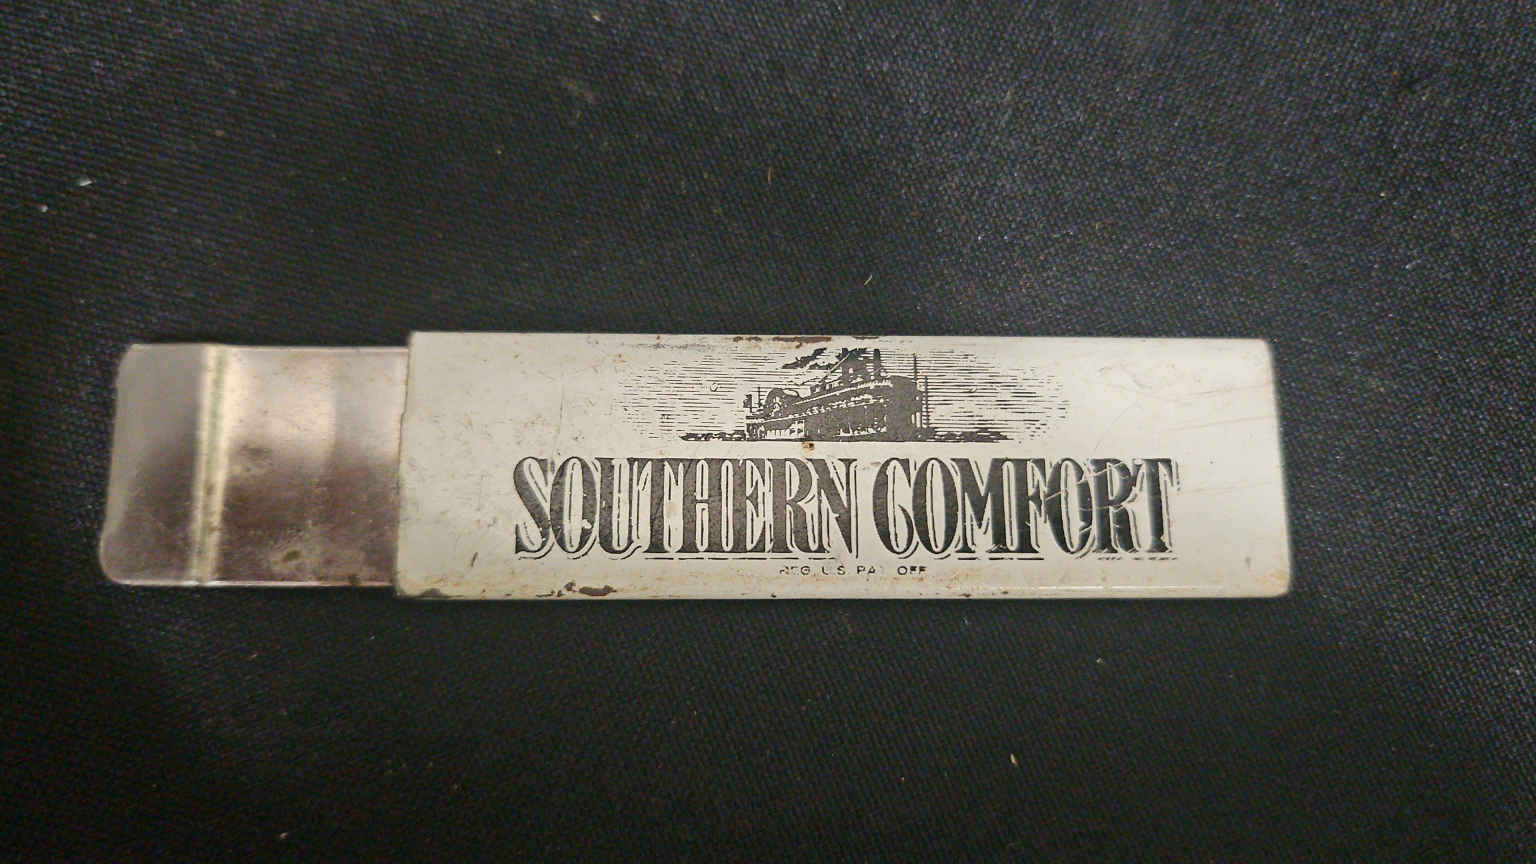 SOUTHERN COMFORT
REG. U.S. PAT. OFF